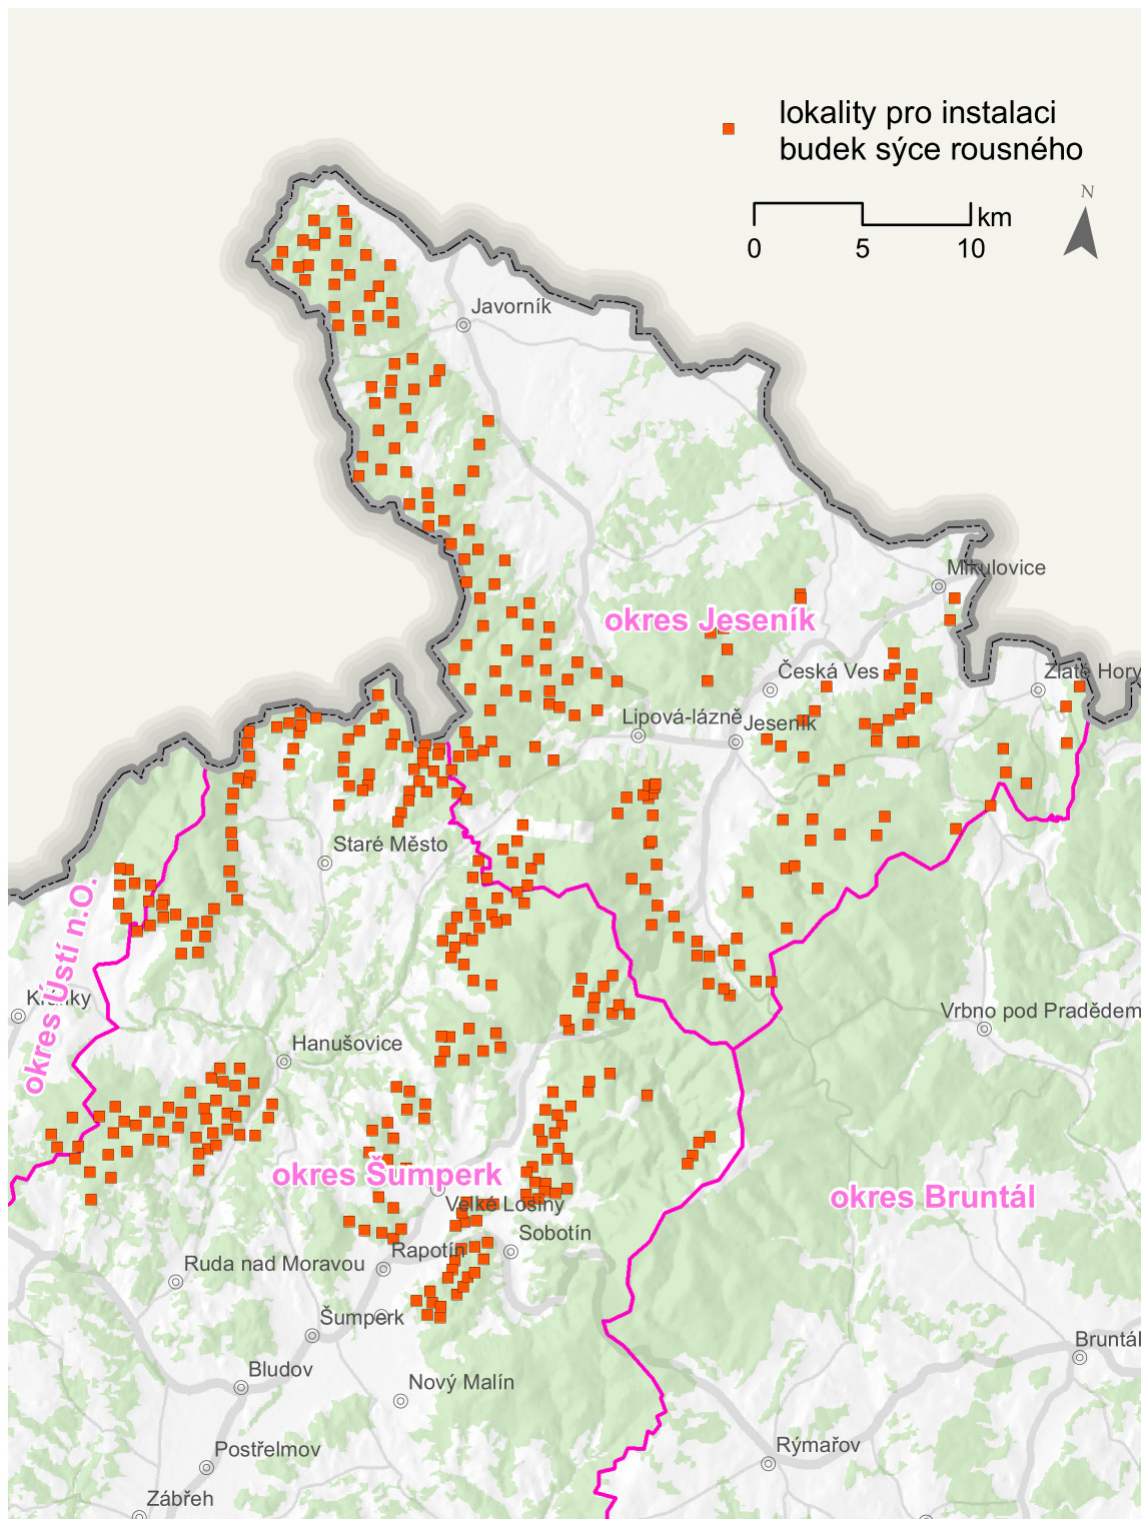 lokality pro instalaci
budek sýce rousného
N
km
0 5 10
Javorník
Mikulovice
okres Jeseník
Česká Ves
Zlaté Hory
Lipová-lázně
Jeseník
Staré Město
okres Ústí n.O.
Králíky
Vrbno pod Pradědem
Hanušovice
okres Šumperk
okres Bruntál
Velké Losiny
Sobotín
Rapotín
Ruda nad Moravou
Šumperk
Bruntál
Bludov
Nový Malín
Rýmařov
Postřelmov
Zábřeh